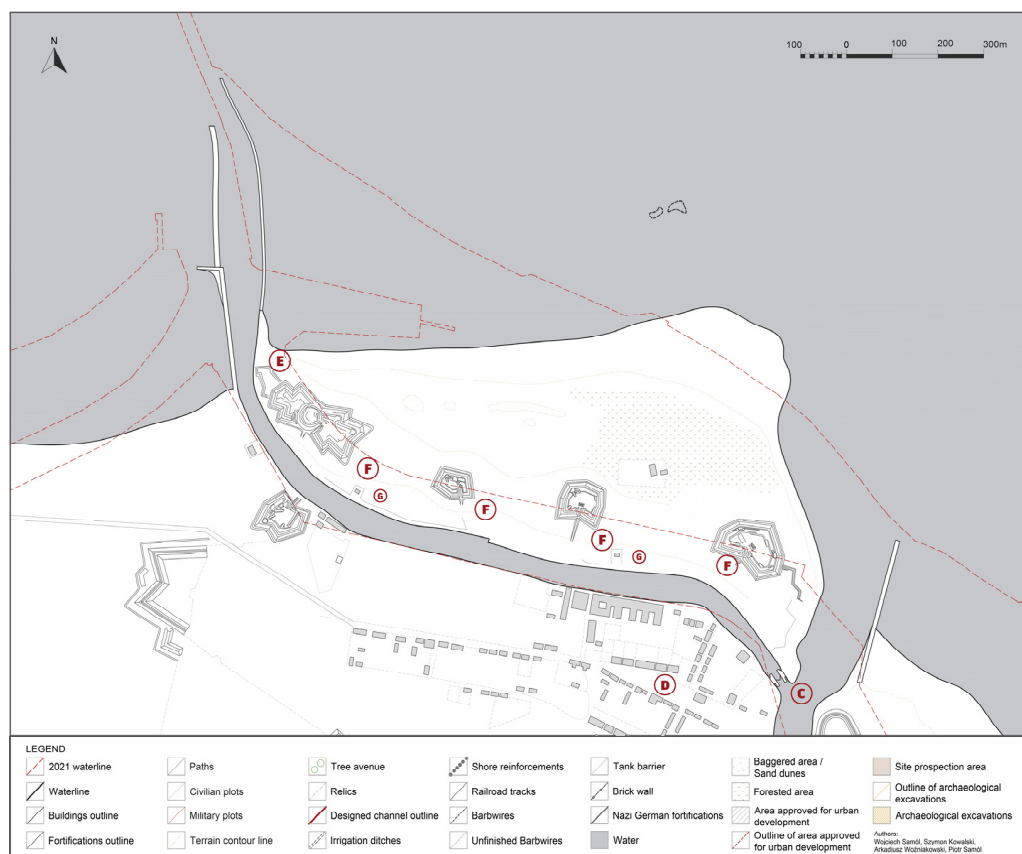 N
100 0 100 200 300m
E
F
G
F
F
G
F
D
C
LEGEND
2021 waterline
Paths
Tree avenue
Shore reinforcements
Tank barrier
Baggered area /
Sand dunes
Site prospection area
Waterline
Civilian plots
Relics
Railroad tracks
Brick wall
Forested area
Outline of archaeological
excavations
Buildings outline
Military plots
Designed channel outline
Barbwires
Nazi German fortifications
Area approved for urban
development
Archaeological excavations
Fortifications outline
Terrain contour line
Irrigation ditches
Unfinished Barbwires
Water
Outline of area approved
for urban development
Authors:
Wojciech Samól, Szymon Kowalski,
Arkadiusz Woźniakowski, Piotr Samól